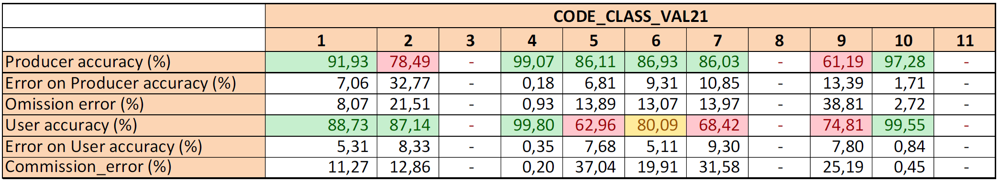 CODE_CLASS_VAL21
1 2 3 4 5 6 7 8 9 10 11
Producer accuracy (%) 91,93 78,49 - 99,07 86,11 86,93 86,03 - 61,19 97,28 -
Error on Producer accuracy (%) 7,06 32,77 - 0,18 6,81 9,31 10,85 - 13,39 1,71 -
Omission error (%) 8,07 21,51 - 0,93 13,89 13,07 13,97 - 38,81 2,72 -
User accuracy (%) 88,73 87,14 - 99,80 62,96 80,09 68,42 - 74,81 99,55 -
Error on User accuracy (%) 5,31 8,33 - 0,35 7,68 5,11 9,30 - 7,80 0,84 -
Commission_error (%) 11,27 12,86 - 0,20 37,04 19,91 31,58 - 25,19 0,45 -